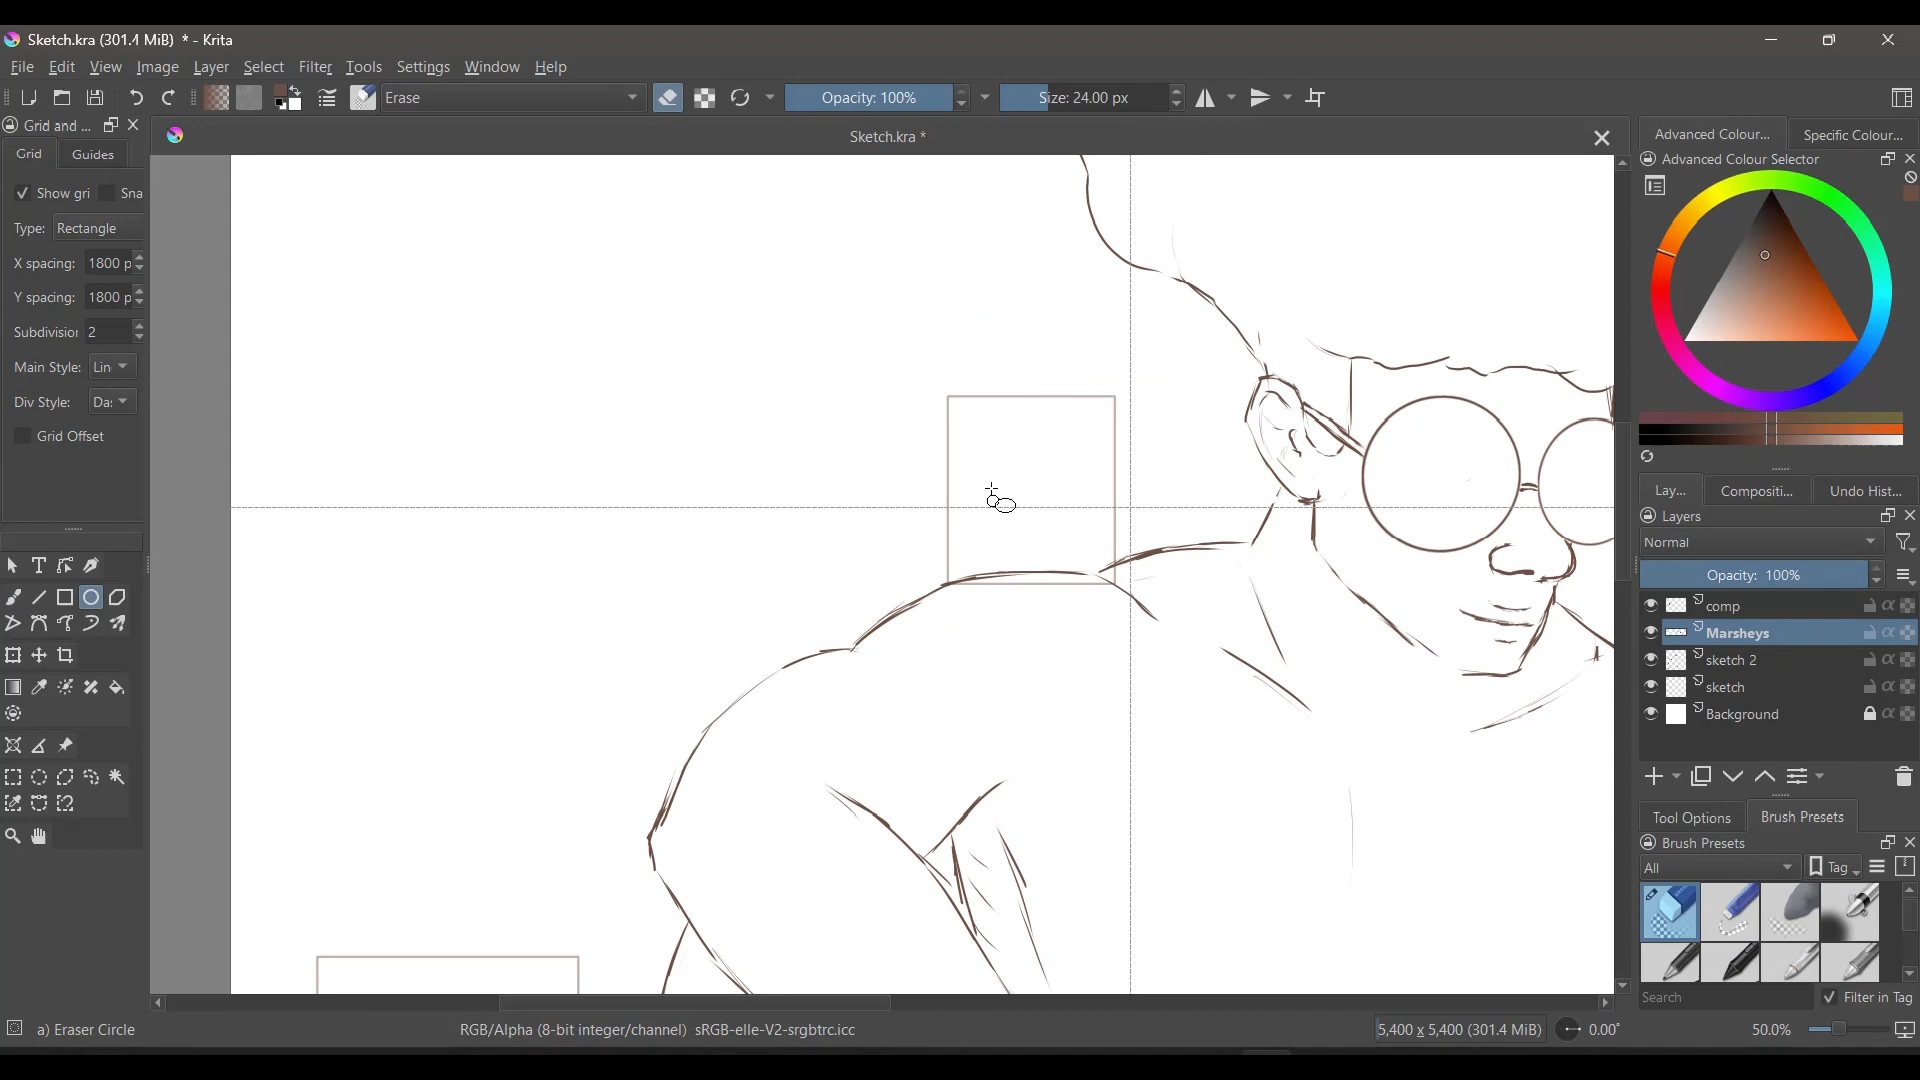 Sketch.kra (301.4 MiB) * - Krita
File Edit View Image Layer Select Filter Tools Settings Window Help
Erase Opacity: 100% Size: 24.00 px
Grid and ...
Sketch.kra *
Advanced Colour... Specific Colour...
Grid Guides
Advanced Colour Selector
Show gri Sna
Type: Rectangle
X spacing: 1800 p
Y spacing: 1800 p
Subdivision 2
Main Style: Lin
Div Style: Da:
Grid Offset
Lay... Compositi... Undo Hist...
Layers
Normal
Opacity: 100%
comp
Marsheys
sketch 2
sketch
Background
Tool Options Brush Presets
Brush Presets
All Tag
Search Filter in Tag
a) Eraser Circle RGB/Alpha (8-bit integer/channel) sRGB-elle-V2-srgbtrc.icc 5,400 x 5,400 (301.4 MiB) 0.00° 50.0%